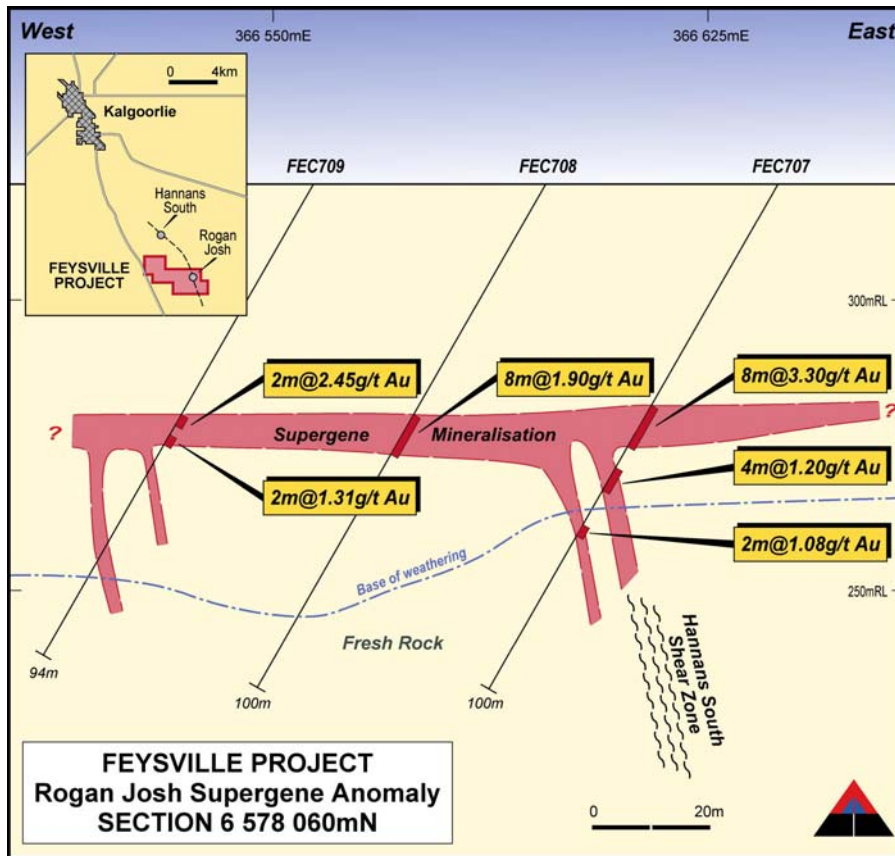 West
366 550mE
366 625mE
East
0 4km
Kalgoorlie
Hannans
South
Rogan
Josh
FEYSVILLE
PROJECT
FEC709
FEC708
FEC707
300mRL
2m@2.45g/t Au
8m@1.90g/t Au
8m@3.30g/t Au
?
Supergene Mineralisation
?
4m@1.20g/t Au
2m@1.31g/t Au
2m@1.08g/t Au
Base of weathering
250mRL
Fresh Rock
Hannans South
Shear Zone
94m
100m
100m
FEYSVILLE PROJECT
Rogan Josh Supergene Anomaly
SECTION 6 578 060mN
0 20m